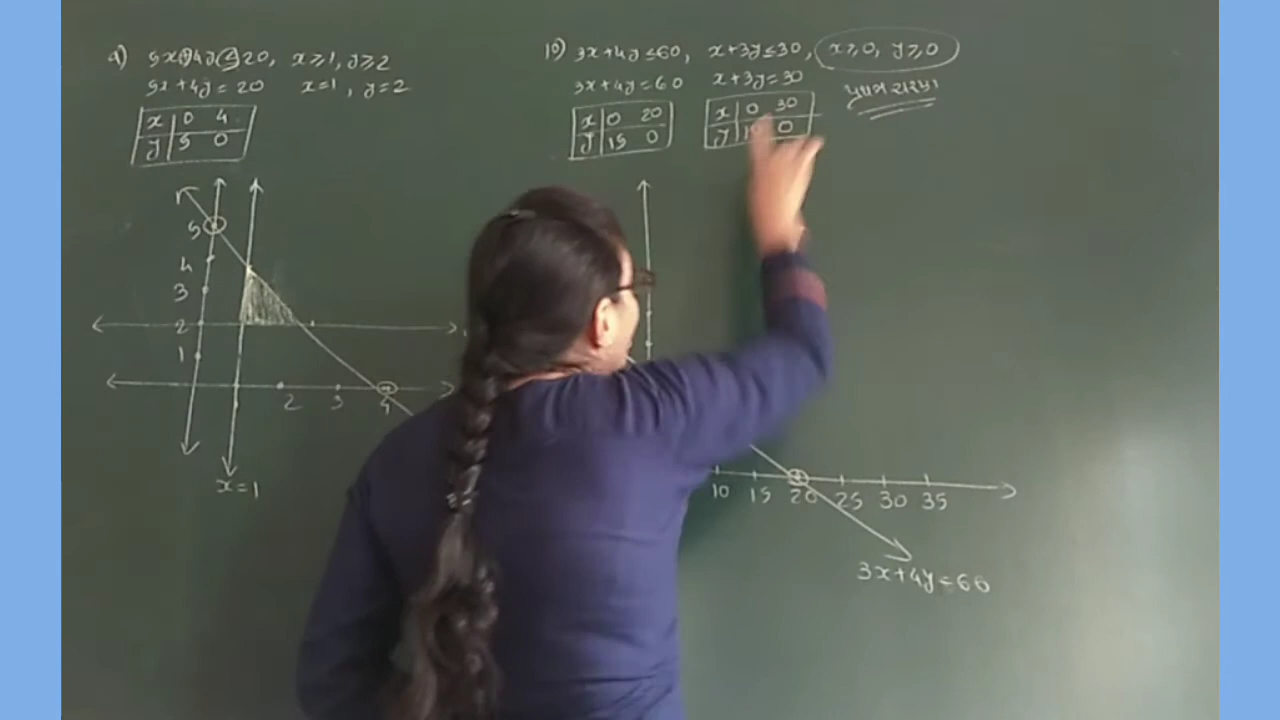 9) 5x+4y≤20, x≥1, y≥2
5x+4y=20 x=1, y=2
x 0 4
y 5 0
5
4
3
2
1
2 3 4
x=1
10) 3x+4y≤60, x+3y≤30, x≥0, y≥0
3x+4y=60 x+3y=30 પ્રથમ ચરણ
x 0 20
y 15 0
x 0 30
y 10 0
10 15 20 25 30 35
3x+4y=60